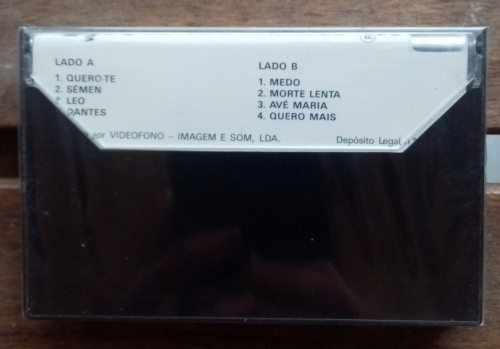 LADO A
1. QUERO-TE
2. SÉMEN
LEO
DANTES
LADO B
1. MEDO
2. MORTE LENTA
3. AVÉ MARIA
4. QUERO MAIS
por VIDEOFONO — IMAGEM E SOM, LDA.
Depósito Legal